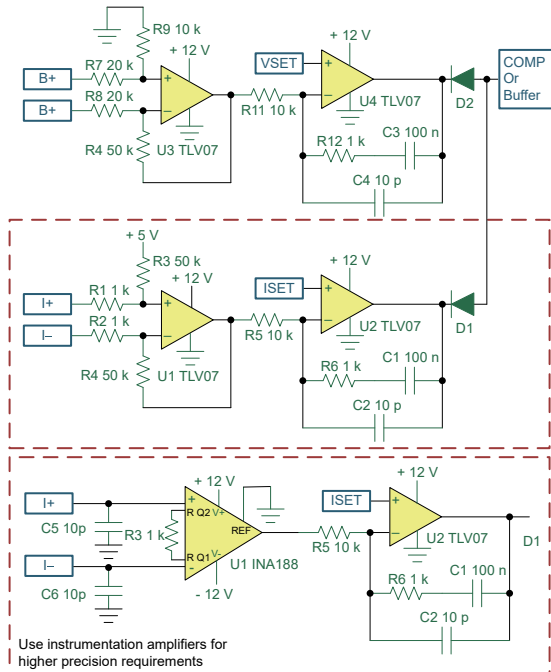 R9 10 k
+ 12 V
+ 12 V
B+
R7 20 k
VSET
COMP
Or
Buffer
B+
R8 20 k
+
−
+
−
R11 10 k
U4 TLV07
D2
R4 50 k
U3 TLV07
R12 1 k
C3 100 n
C4 10 p
+ 5 V
R3 50 k
+ 12 V
+ 12 V
I+
R1 1 k
ISET
I−
R2 1 k
+
−
+
−
R5 10 k
U2 TLV07
D1
R4 50 k
U1 TLV07
R6 1 k
C1 100 n
C2 10 p
+ 12 V
+ 12 V
I+
ISET
C5 10p
R3 1 k
+
R Q2
V+
REF
R Q1
V-
-
+
−
R5 10 k
U2 TLV07
D1
I−
U1 INA188
- 12 V
C6 10p
R6 1 k
C1 100 n
C2 10 p
Use instrumentation amplifiers for
higher precision requirements